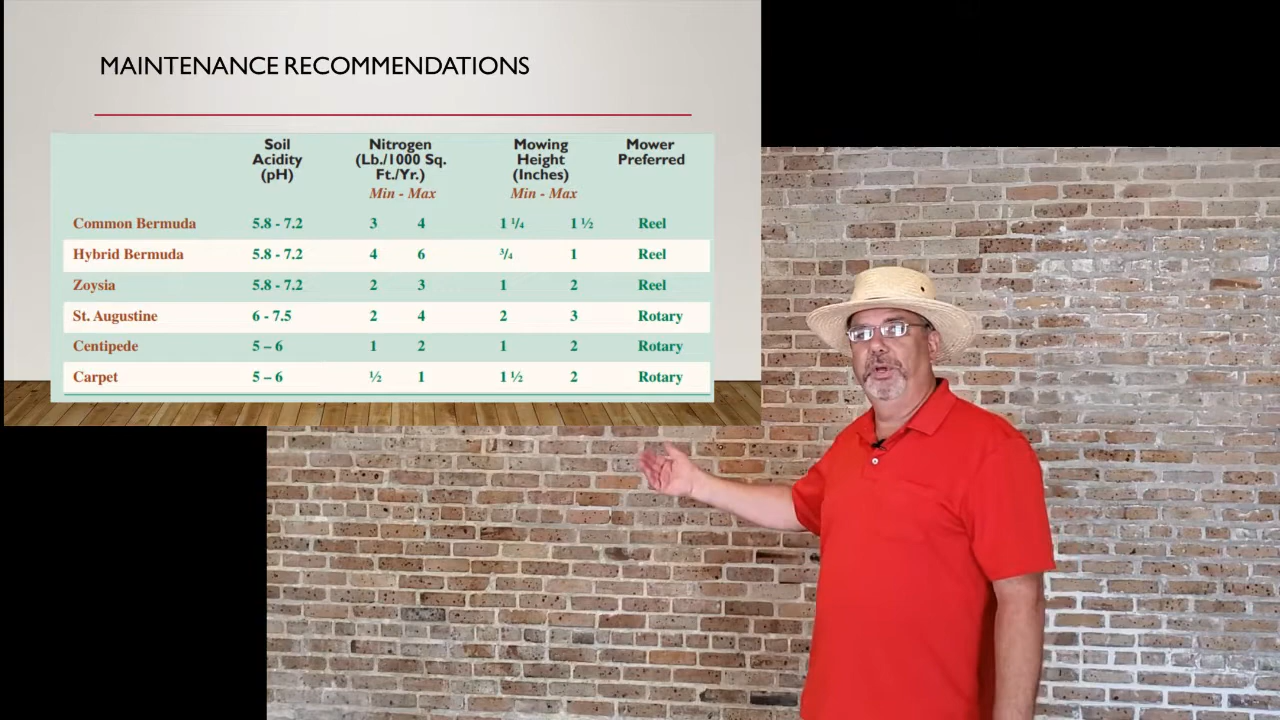 MAINTENANCE RECOMMENDATIONS
Soil Acidity (pH) Nitrogen (Lb./1000 Sq. Ft./Yr.) Mowing Height (Inches) Mower Preferred
Min - Max Min - Max
Common Bermuda 5.8 - 7.2 3 4 1 ¼ 1 ½ Reel
Hybrid Bermuda 5.8 - 7.2 4 6 ¾ 1 Reel
Zoysia 5.8 - 7.2 2 3 1 2 Reel
St. Augustine 6 - 7.5 2 4 2 3 Rotary
Centipede 5 – 6 1 2 1 2 Rotary
Carpet 5 – 6 ½ 1 1 ½ 2 Rotary